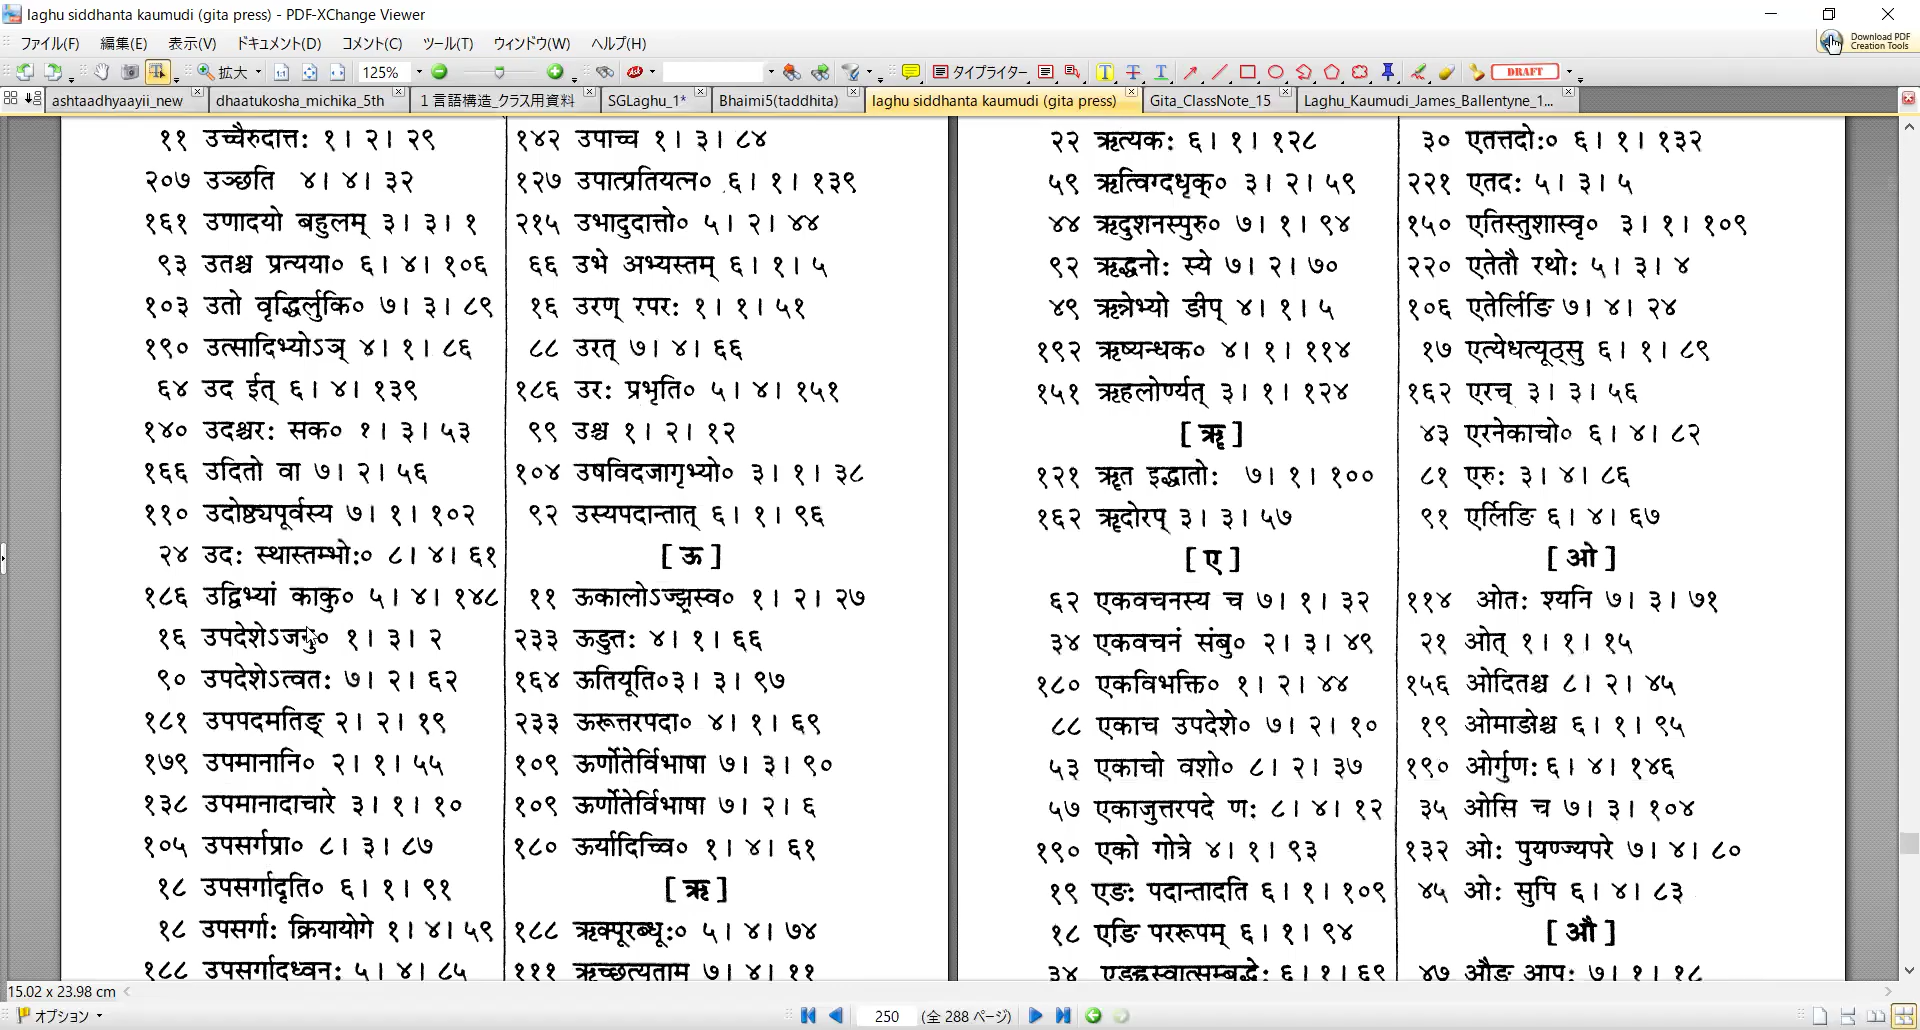 laghu siddhanta kaumudi (gita press) - PDF-XChange Viewer
ファイル(F) 編集(E) 表示(V) ドキュメント(D) コメント(C) ツール(T) ウィンドウ(W) ヘルプ(H)
Download PDF
Creation Tools
拡大 125% タイプライター DRAFT
ashtaadhyaayii_new dhaatukosha_michika_5th 1 言語構造_クラス用資料 SGLaghu_1* Bhaimi5(taddhita) laghu siddhanta kaumudi (gita press) Gita_ClassNote_15 Laghu_Kaumudi_James_Ballentyne_1...
११ उच्चैरुदात्तः १। २। २९
२०७ उञ्छति ४। ४। ३२
१६१ उणादयो बहुलम् ३। ३। १
९३ उतश्च प्रत्यया० ६। ४। १०६
१०३ उतो वृद्धिर्लुकि० ७। ३। ८९
१९० उत्सादिभ्योऽञ् ४। १। ८६
६४ उद ईत् ६। ४। १३९
१४० उदश्चरः सक० १। ३। ५३
१६६ उदितो वा ७। २। ५६
११० उदोष्ठ्यपूर्वस्य ७। १। १०२
२४ उदः स्थास्तम्भोः० ८। ४। ६१
१८६ उद्विभ्यां काकु० ५। ४। १४८
१६ उपदेशेऽजनु० १। ३। २
९० उपदेशेऽत्वतः ७। २। ६२
१८१ उपपदमतिङ् २। २। १९
१७९ उपमानानि० २। १। ५५
१३८ उपमानादाचारे ३। १। १०
१०५ उपसर्गप्रा० ८। ३। ८७
१८ उपसर्गादृति० ६। १। ९१
१८ उपसर्गाः क्रियायोगे १। ४। ५९
१८८ उपसर्गादध्वनः ५। ४। ८५
१४२ उपाच्च १। ३। ८४
१२७ उपात्प्रतियत्न० ६। १। १३९
२१५ उभादुदात्तो० ५। २। ४४
६६ उभे अभ्यस्तम् ६। १। ५
१६ उरण् रपरः १। १। ५१
८८ उरत् ७। ४। ६६
१८६ उरः प्रभृति० ५। ४। १५१
९९ उश्च १। २। १२
१०४ उषविदजागृभ्यो० ३। १। ३८
९२ उस्यपदान्तात् ६। १। ९६
[ ऊ ]
११ ऊकालोऽज्झ्रस्व० १। २। २७
२३३ ऊङुतः ४। १। ६६
१६४ ऊतियूति०३। ३। ९७
२३३ ऊरूत्तरपदा० ४। १। ६९
१०९ ऊर्णोतेर्विभाषा ७। ३। ९०
१०९ ऊर्णोतेर्विभाषा ७। २। ६
१८० ऊर्यादिच्वि० १। ४। ६१
[ ऋ ]
१८८ ऋक्पूरब्धूः० ५। ४। ७४
१११ ऋच्छत्यताम् ७। ४। ११
२२ ऋत्यकः ६। १। १२८
५९ ऋत्विग्दधृक्० ३। २। ५९
४४ ऋदुशनस्पुरु० ७। १। ९४
९२ ऋद्धनोः स्ये ७। २। ७०
४९ ऋन्नेभ्यो ङीप् ४। १। ५
१९२ ऋष्यन्धक० ४। १। ११४
१५१ ऋहलोर्ण्यत् ३। १। १२४
[ ॠ ]
१२१ ॠत इद्धातोः ७। १। १००
१६२ ॠदोरप् ३। ३। ५७
[ ए ]
६२ एकवचनस्य च ७। १। ३२
३४ एकवचनं संबु० २। ३। ४९
१८० एकविभक्ति० १। २। ४४
८८ एकाच उपदेशे० ७। २। १०
५३ एकाचो वशो० ८। २। ३७
५७ एकाजुत्तरपदे णः ८। ४। १२
१९० एको गोत्रे ४। १। ९३
१९ एङः पदान्तादति ६। १। १०९
१८ एङि पररूपम् ६। १। ९४
३४ एङह्रस्वात्सम्बुद्धेः ६। १। ६९
३० एतत्तदोः० ६। १। १३२
२२१ एतदः ५। ३। ५
१५० एतिस्तुशास्वृ० ३। १। १०९
२२० एतेतौ रथोः ५। ३। ४
१०६ एतेर्लिङि ७। ४। २४
१७ एत्येधत्यूठ्सु ६। १। ८९
१६२ एरच् ३। ३। ५६
४३ एरनेकाचो० ६। ४। ८२
८१ एरुः ३। ४। ८६
९१ एर्लिङि ६। ४। ६७
[ ओ ]
११४ ओतः श्यनि ७। ३। ७१
२१ ओत् १। १। १५
१५६ ओदितश्च ८। २। ४५
१९ ओमाङोश्च ६। १। ९५
१९० ओर्गुणः ६। ४। १४६
३५ ओसि च ७। ३। १०४
१३२ ओः पुयण्ज्यपरे ७। ४। ८०
४५ ओः सुपि ६। ४। ८३
[ औ ]
४७ औङ आपः ७। १। १८
15.02 x 23.98 cm
オプション 250 (全 288 ページ)